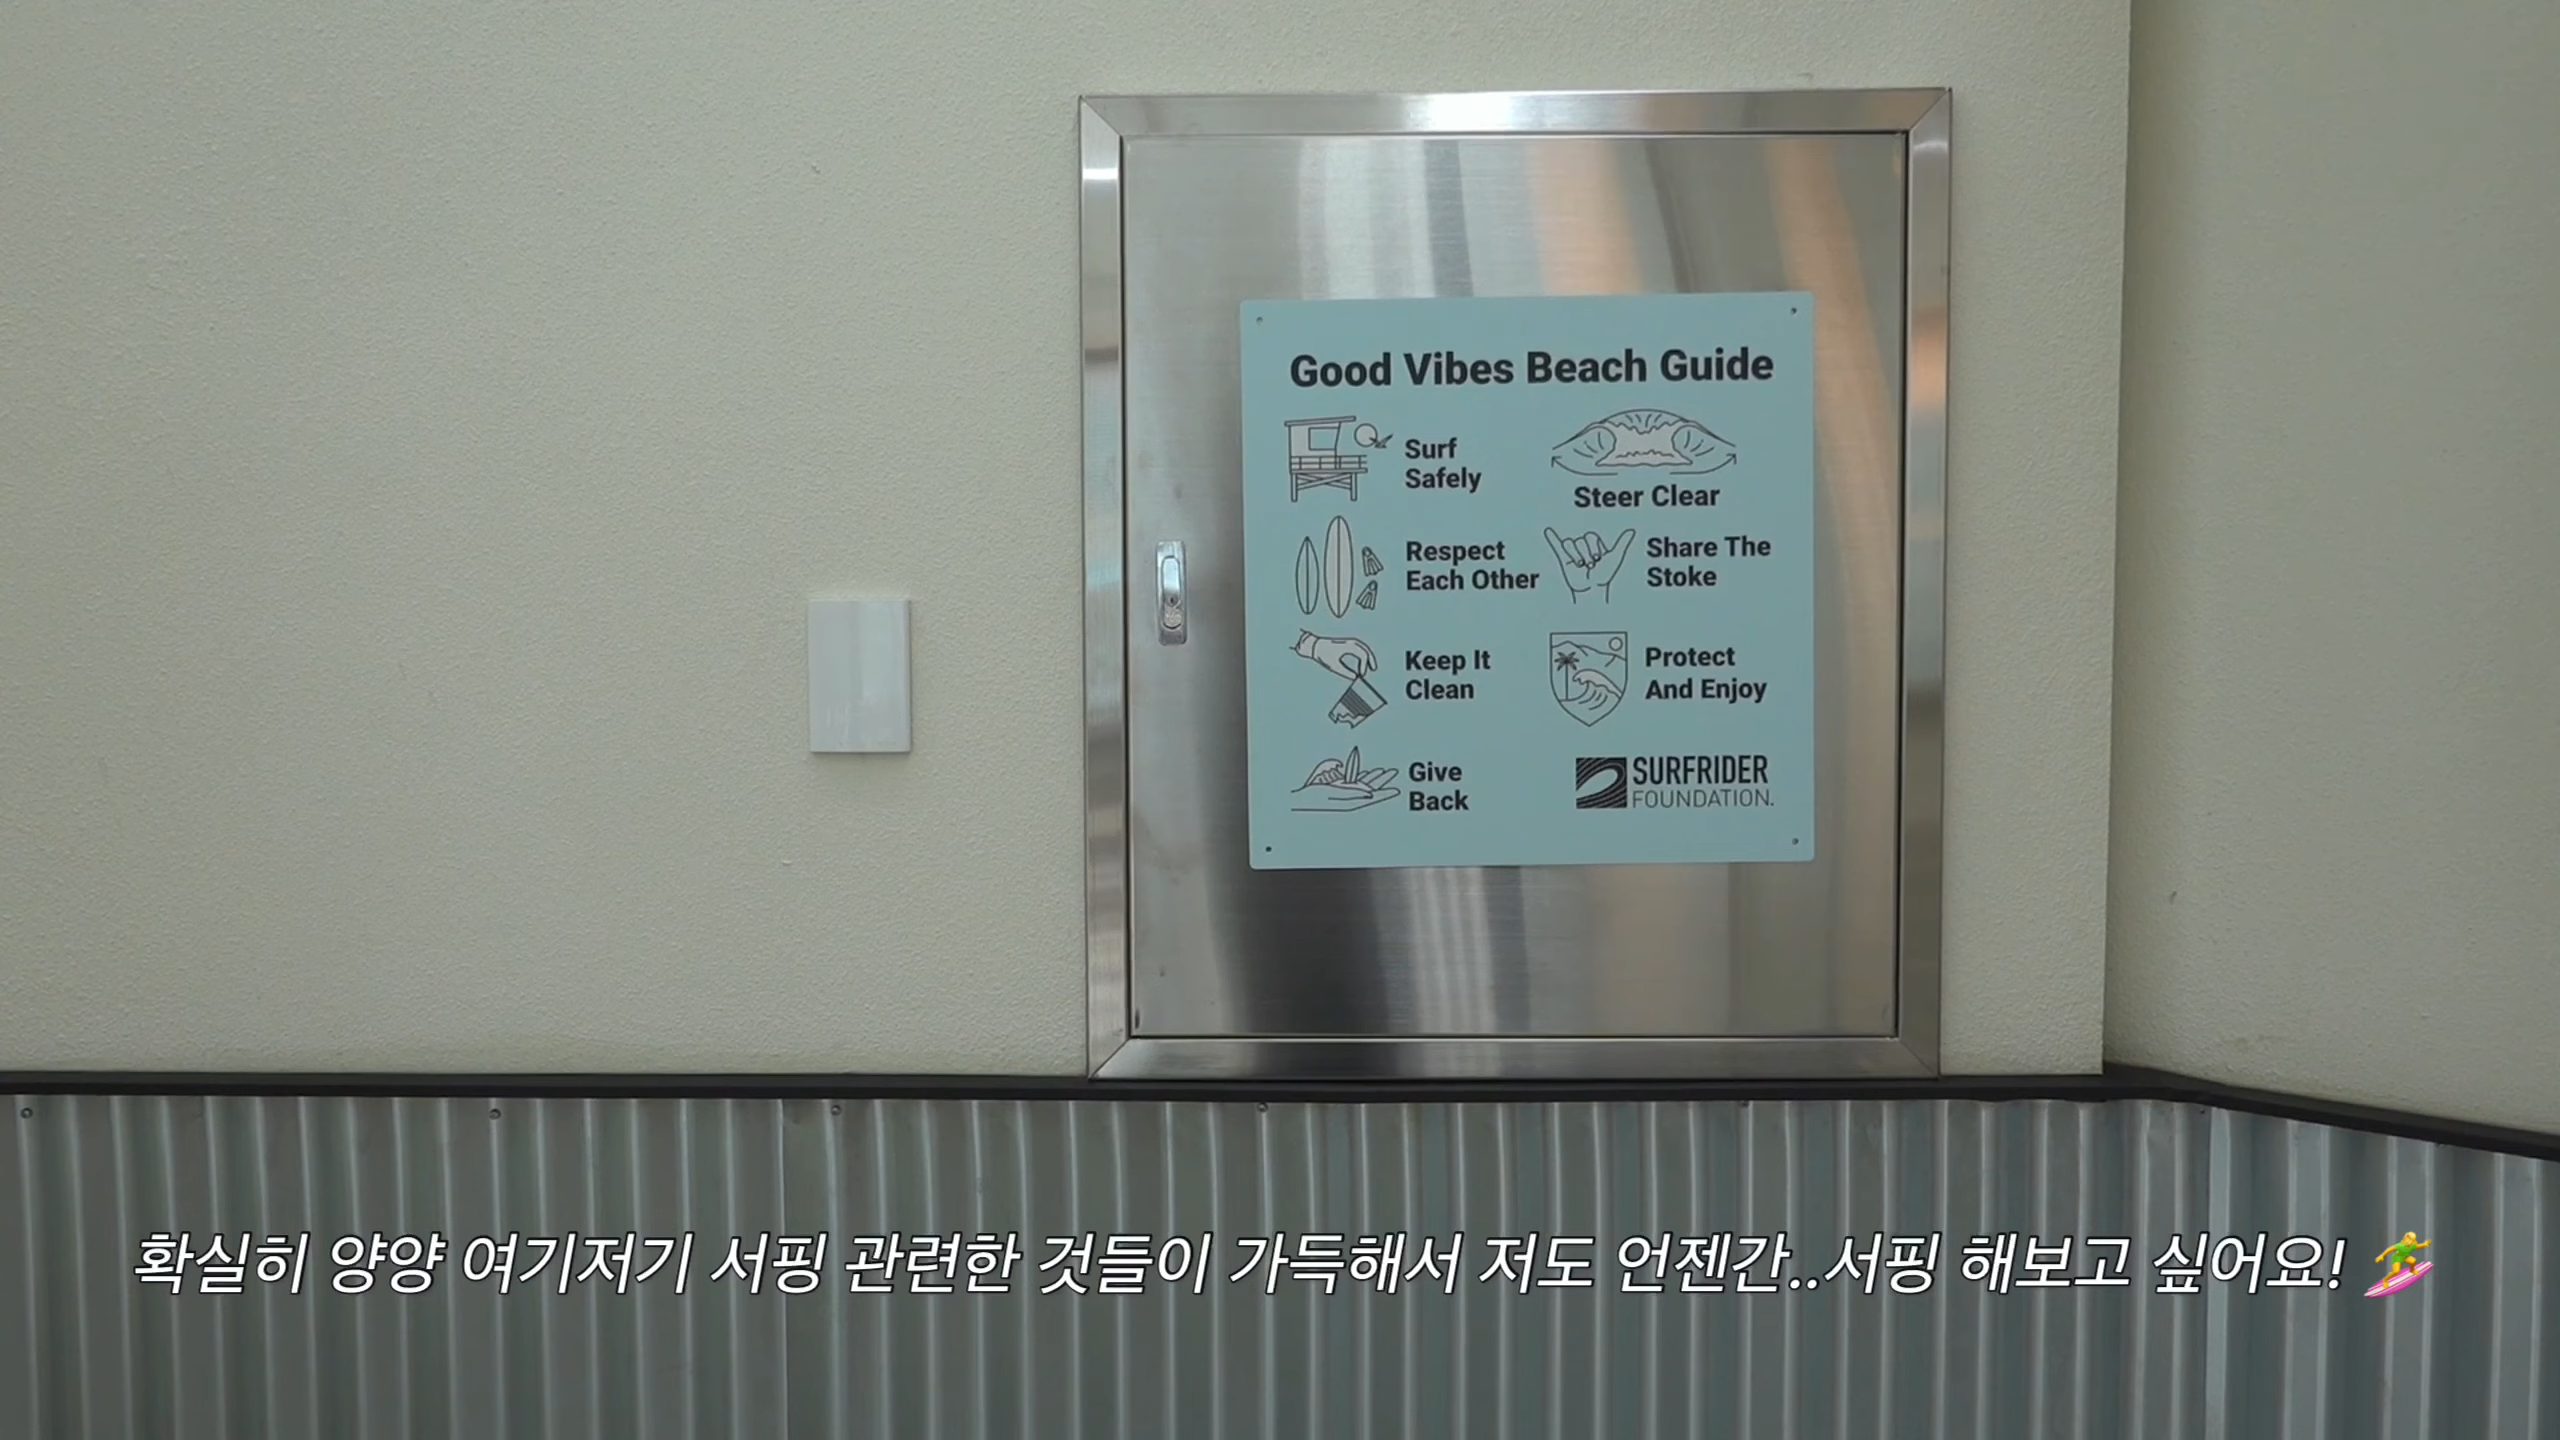 Good Vibes Beach Guide
Surf
Safely
Steer Clear
Respect
Each Other
Share The
Stoke
Keep It
Clean
Protect
And Enjoy
Give
Back
SURFRIDER
FOUNDATION.
확실히 양양 여기저기 서핑 관련한 것들이 가득해서 저도 언젠간..서핑 해보고 싶어요! 🏄